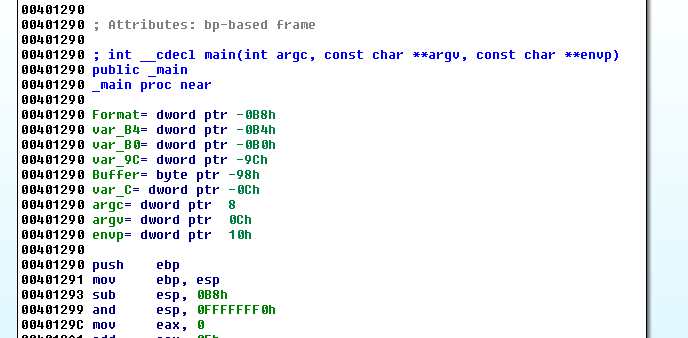 00401290
00401290 ; Attributes: bp-based frame
00401290
00401290 ; int __cdecl main(int argc, const char **argv, const char **envp)
00401290 public _main
00401290 _main proc near
00401290
00401290 Format= dword ptr -0B8h
00401290 var_B4= dword ptr -0B4h
00401290 var_B0= dword ptr -0B0h
00401290 var_9C= dword ptr -9Ch
00401290 Buffer= byte ptr -98h
00401290 var_C= dword ptr -0Ch
00401290 argc= dword ptr  8
00401290 argv= dword ptr  0Ch
00401290 envp= dword ptr  10h
00401290
00401290 push    ebp
00401291 mov     ebp, esp
00401293 sub     esp, 0B8h
00401299 and     esp, 0FFFFFFF0h
0040129C mov     eax, 0